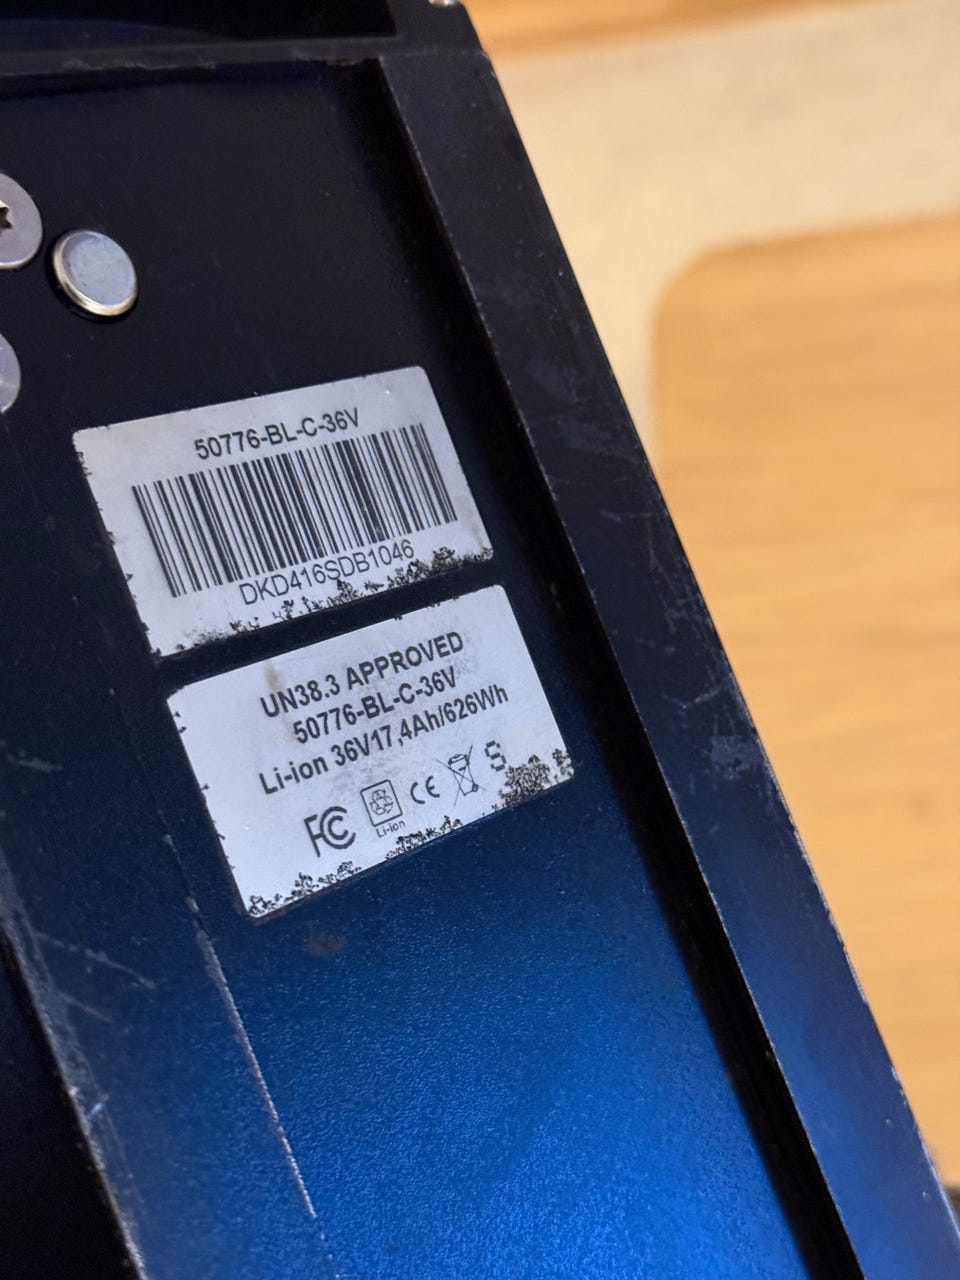 50776-BL-C-36V
DKD416SDB1046
UN38.3 APPROVED
50776-BL-C-36V
Li-ion 36V17,4Ah/626Wh
FC CE S
Li-ion